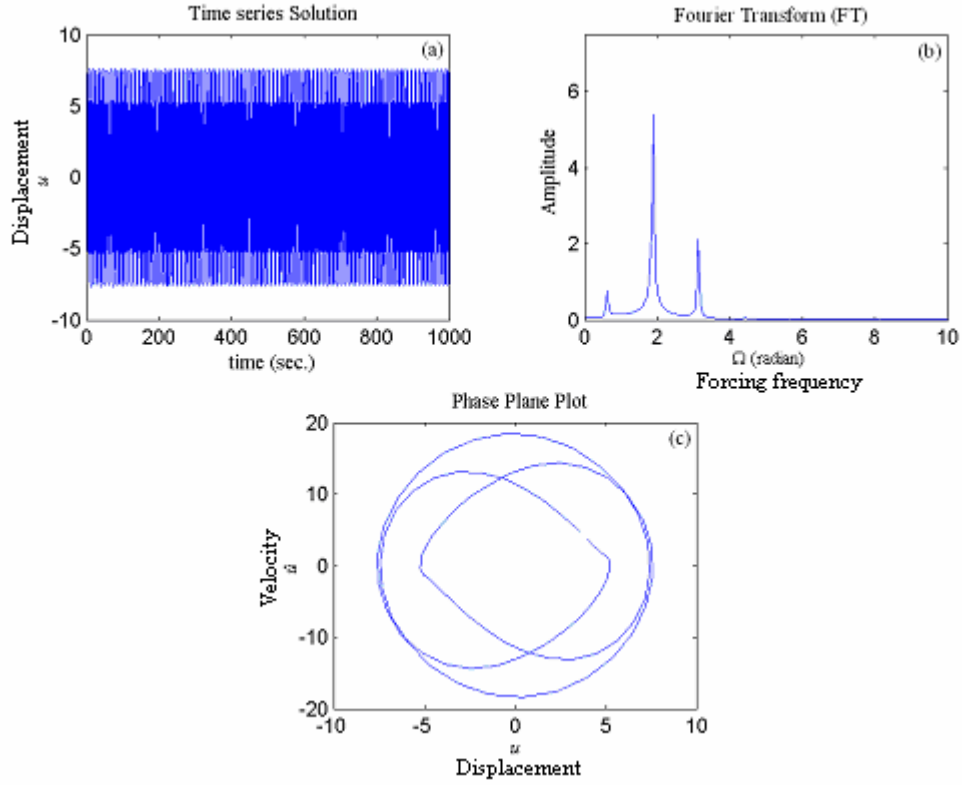 Time series Solution
(a)
10
5
0
-5
-10
Displacement
u
0 200 400 600 800 1000
time (sec.)
Fourier Transform (FT)
(b)
6
4
2
0
Amplitude
0 2 4 6 8 10
Ω (radian)
Forcing frequency
Phase Plane Plot
(c)
20
10
0
-10
-20
Velocity
u̇
-10 -5 0 5 10
u
Displacement